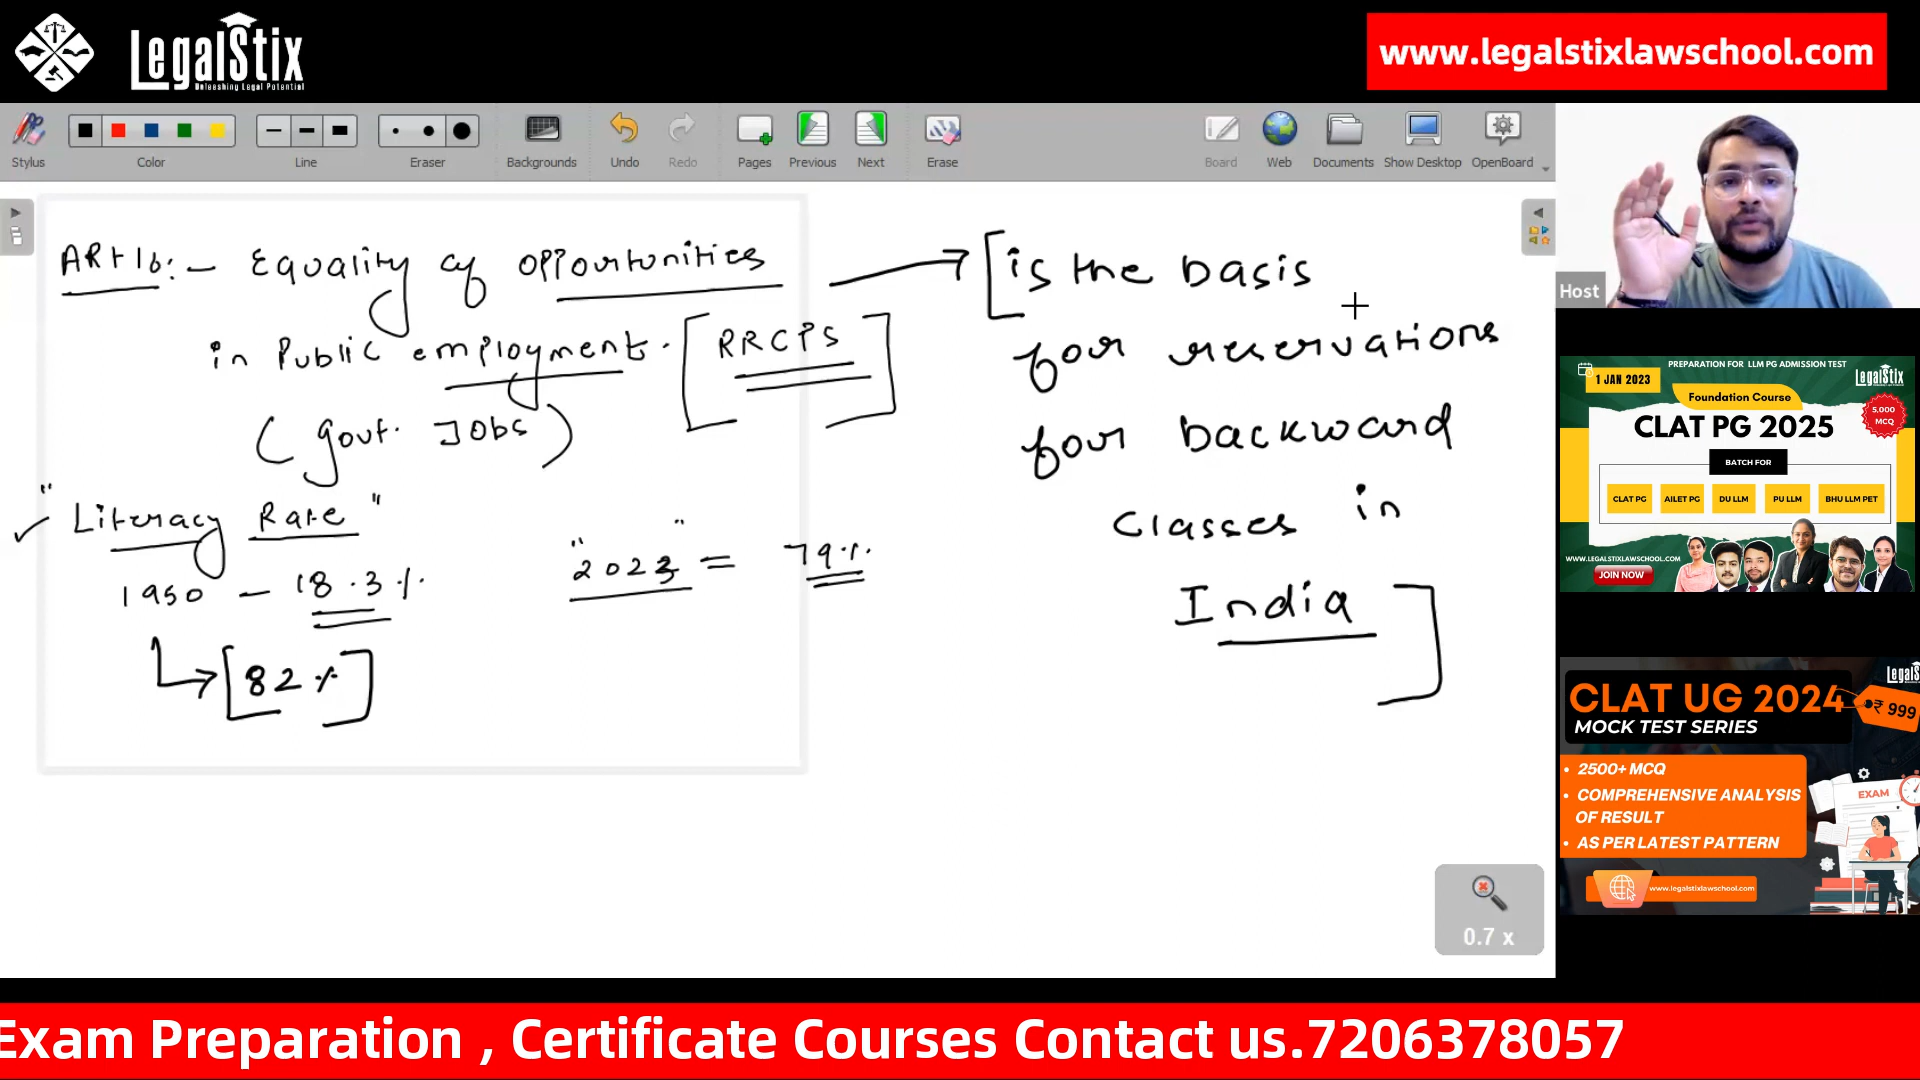 LegalStix
Unleashing Legal Potential
www.legalstixlawschool.com
Stylus
Color
Line
Eraser
Backgrounds
Undo
Redo
Pages
Previous
Next
Erase
Board
Web
Documents
Show Desktop
OpenBoard
ARt 16:- Equality of opportunities
in Public employment. [RRCPS]
(govt. Jobs)
"Literacy Rate"
1950 - 18.3%
[82%]
"2023" = 79%
[is the basis
for reservations
for backward
classes in
India]
0.7 x
Host
1 JAN 2023
PREPARATION FOR LLM PG ADMISSION TEST
LegalStix
Foundation Course
5,000
MCQ
CLAT PG 2025
BATCH FOR
CLAT PG
AILET PG
DU LLM
PU LLM
BHU LLM PET
WWW.LEGALSTIXLAWSCHOOL.COM
JOIN NOW
CLAT UG 2024
₹ 999
MOCK TEST SERIES
• 2500+ MCQ
• COMPREHENSIVE ANALYSIS
OF RESULT
• AS PER LATEST PATTERN
EXAM
www.legalstixlawschool.com
Exam Preparation , Certificate Courses Contact us.7206378057